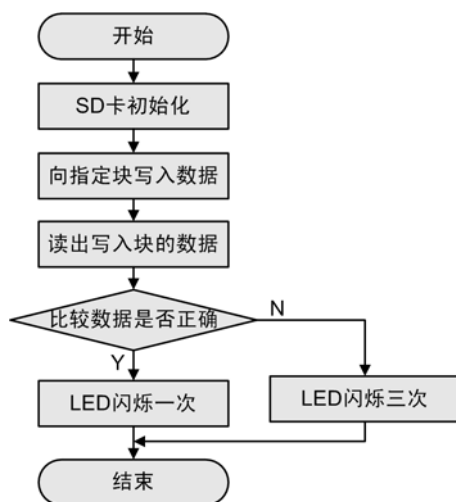 开始
SD卡初始化
向指定块写入数据
读出写入块的数据
比较数据是否正确
N
Y
LED闪烁一次
LED闪烁三次
结束